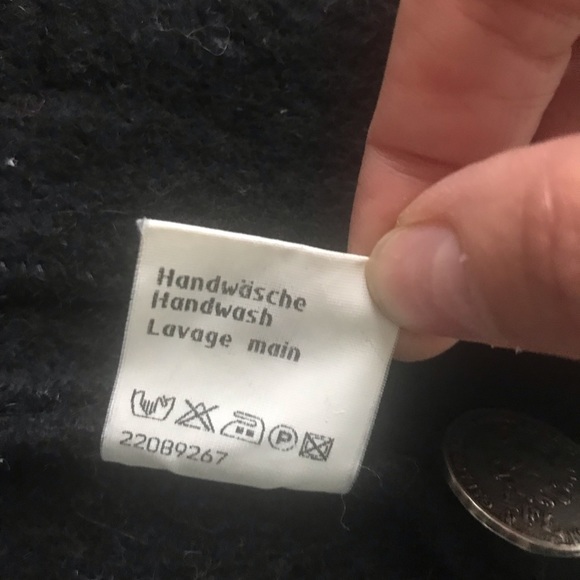 Handwäsche
Handwash
Lavage main
P
22089267